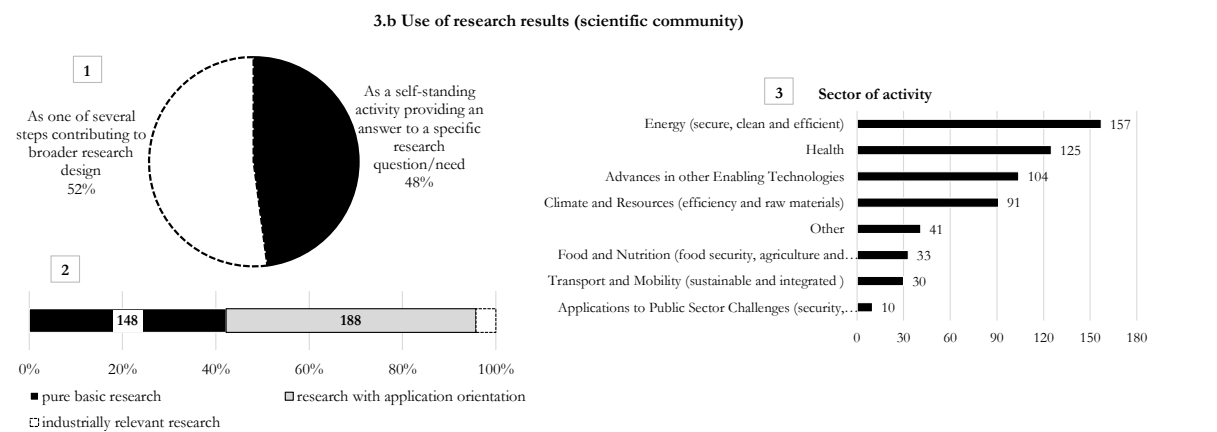 3.b Use of research results (scientific community)
1
As one of several
steps contributing to
broader research
design
52%
As a self-standing
activity providing an
answer to a specific
research
question/need
48%
2
148
188
0%
20%
40%
60%
80%
100%
pure basic research
research with application orientation
industrially relevant research
3
Sector of activity
Energy (secure, clean and efficient)
157
Health
125
Advances in other Enabling Technologies
104
Climate and Resources (efficiency and raw materials)
91
Other
41
Food and Nutrition (food security, agriculture and…
33
Transport and Mobility (sustainable and integrated )
30
Applications to Public Sector Challenges (security,…
10
0
30
60
90
120
150
180